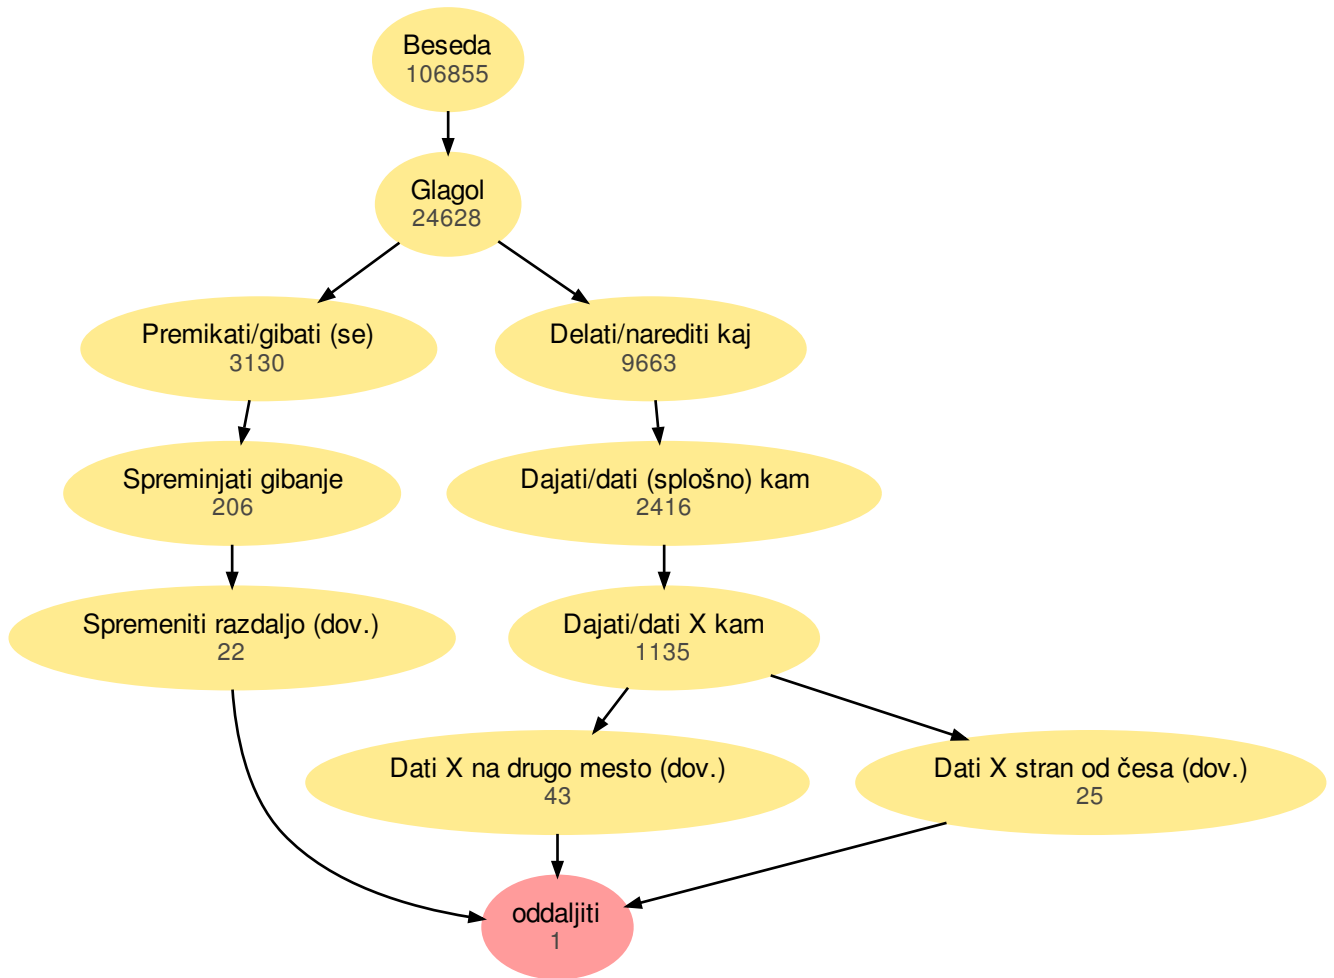 Beseda
106855
Glagol
24628
Premikati/gibati (se)
3130
Delati/narediti kaj
9663
Spreminjati gibanje
206
Dajati/dati (splošno) kam
2416
Spremeniti razdaljo (dov.)
22
Dajati/dati X kam
1135
Dati X na drugo mesto (dov.)
43
Dati X stran od česa (dov.)
25
oddaljiti
1